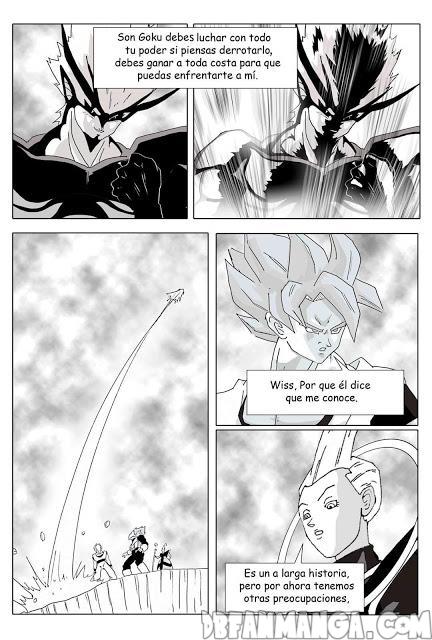 Son Goku debes luchar con todo
tu poder si piensas derrotarlo,
debes ganar a toda costa para que
puedas enfrentarte a mí.
Wiss, Por que él dice
que me conoce.
Es un a larga historia,
pero por ahora tenemos
otras preocupaciones,
DBFANMANGA.COM